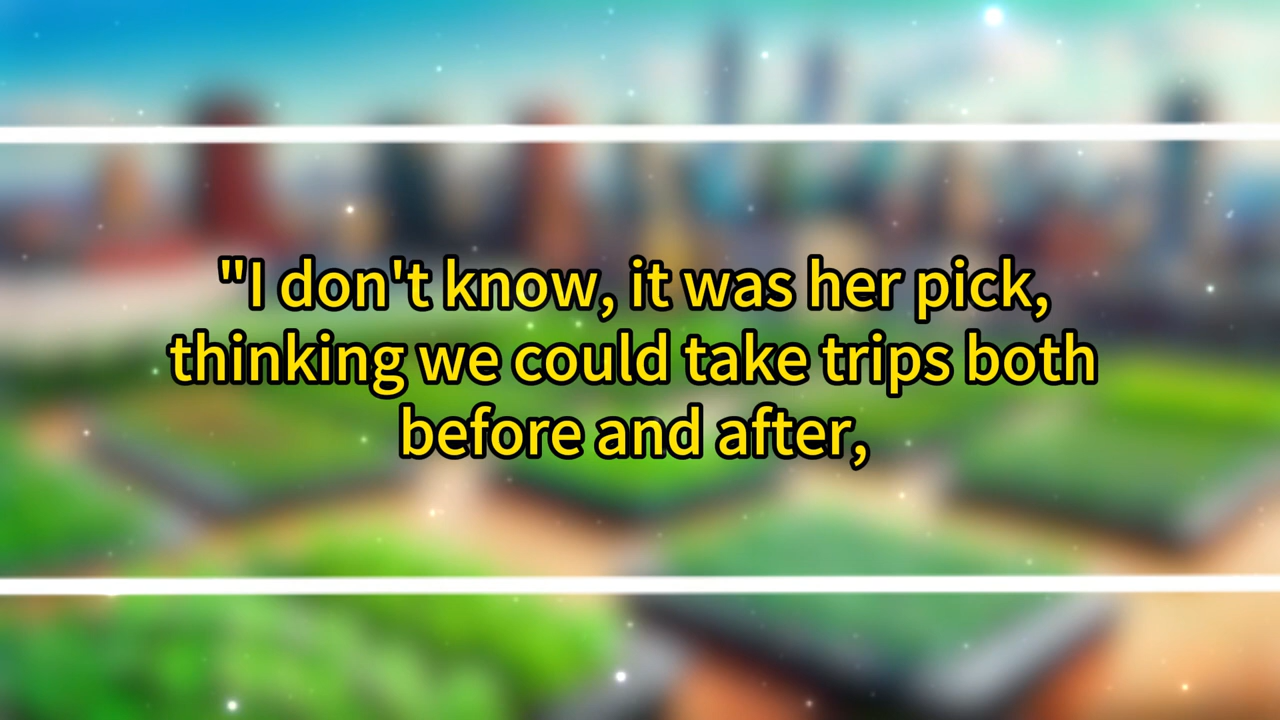 "I don't know, it was her pick,
thinking we could take trips both
before and after,